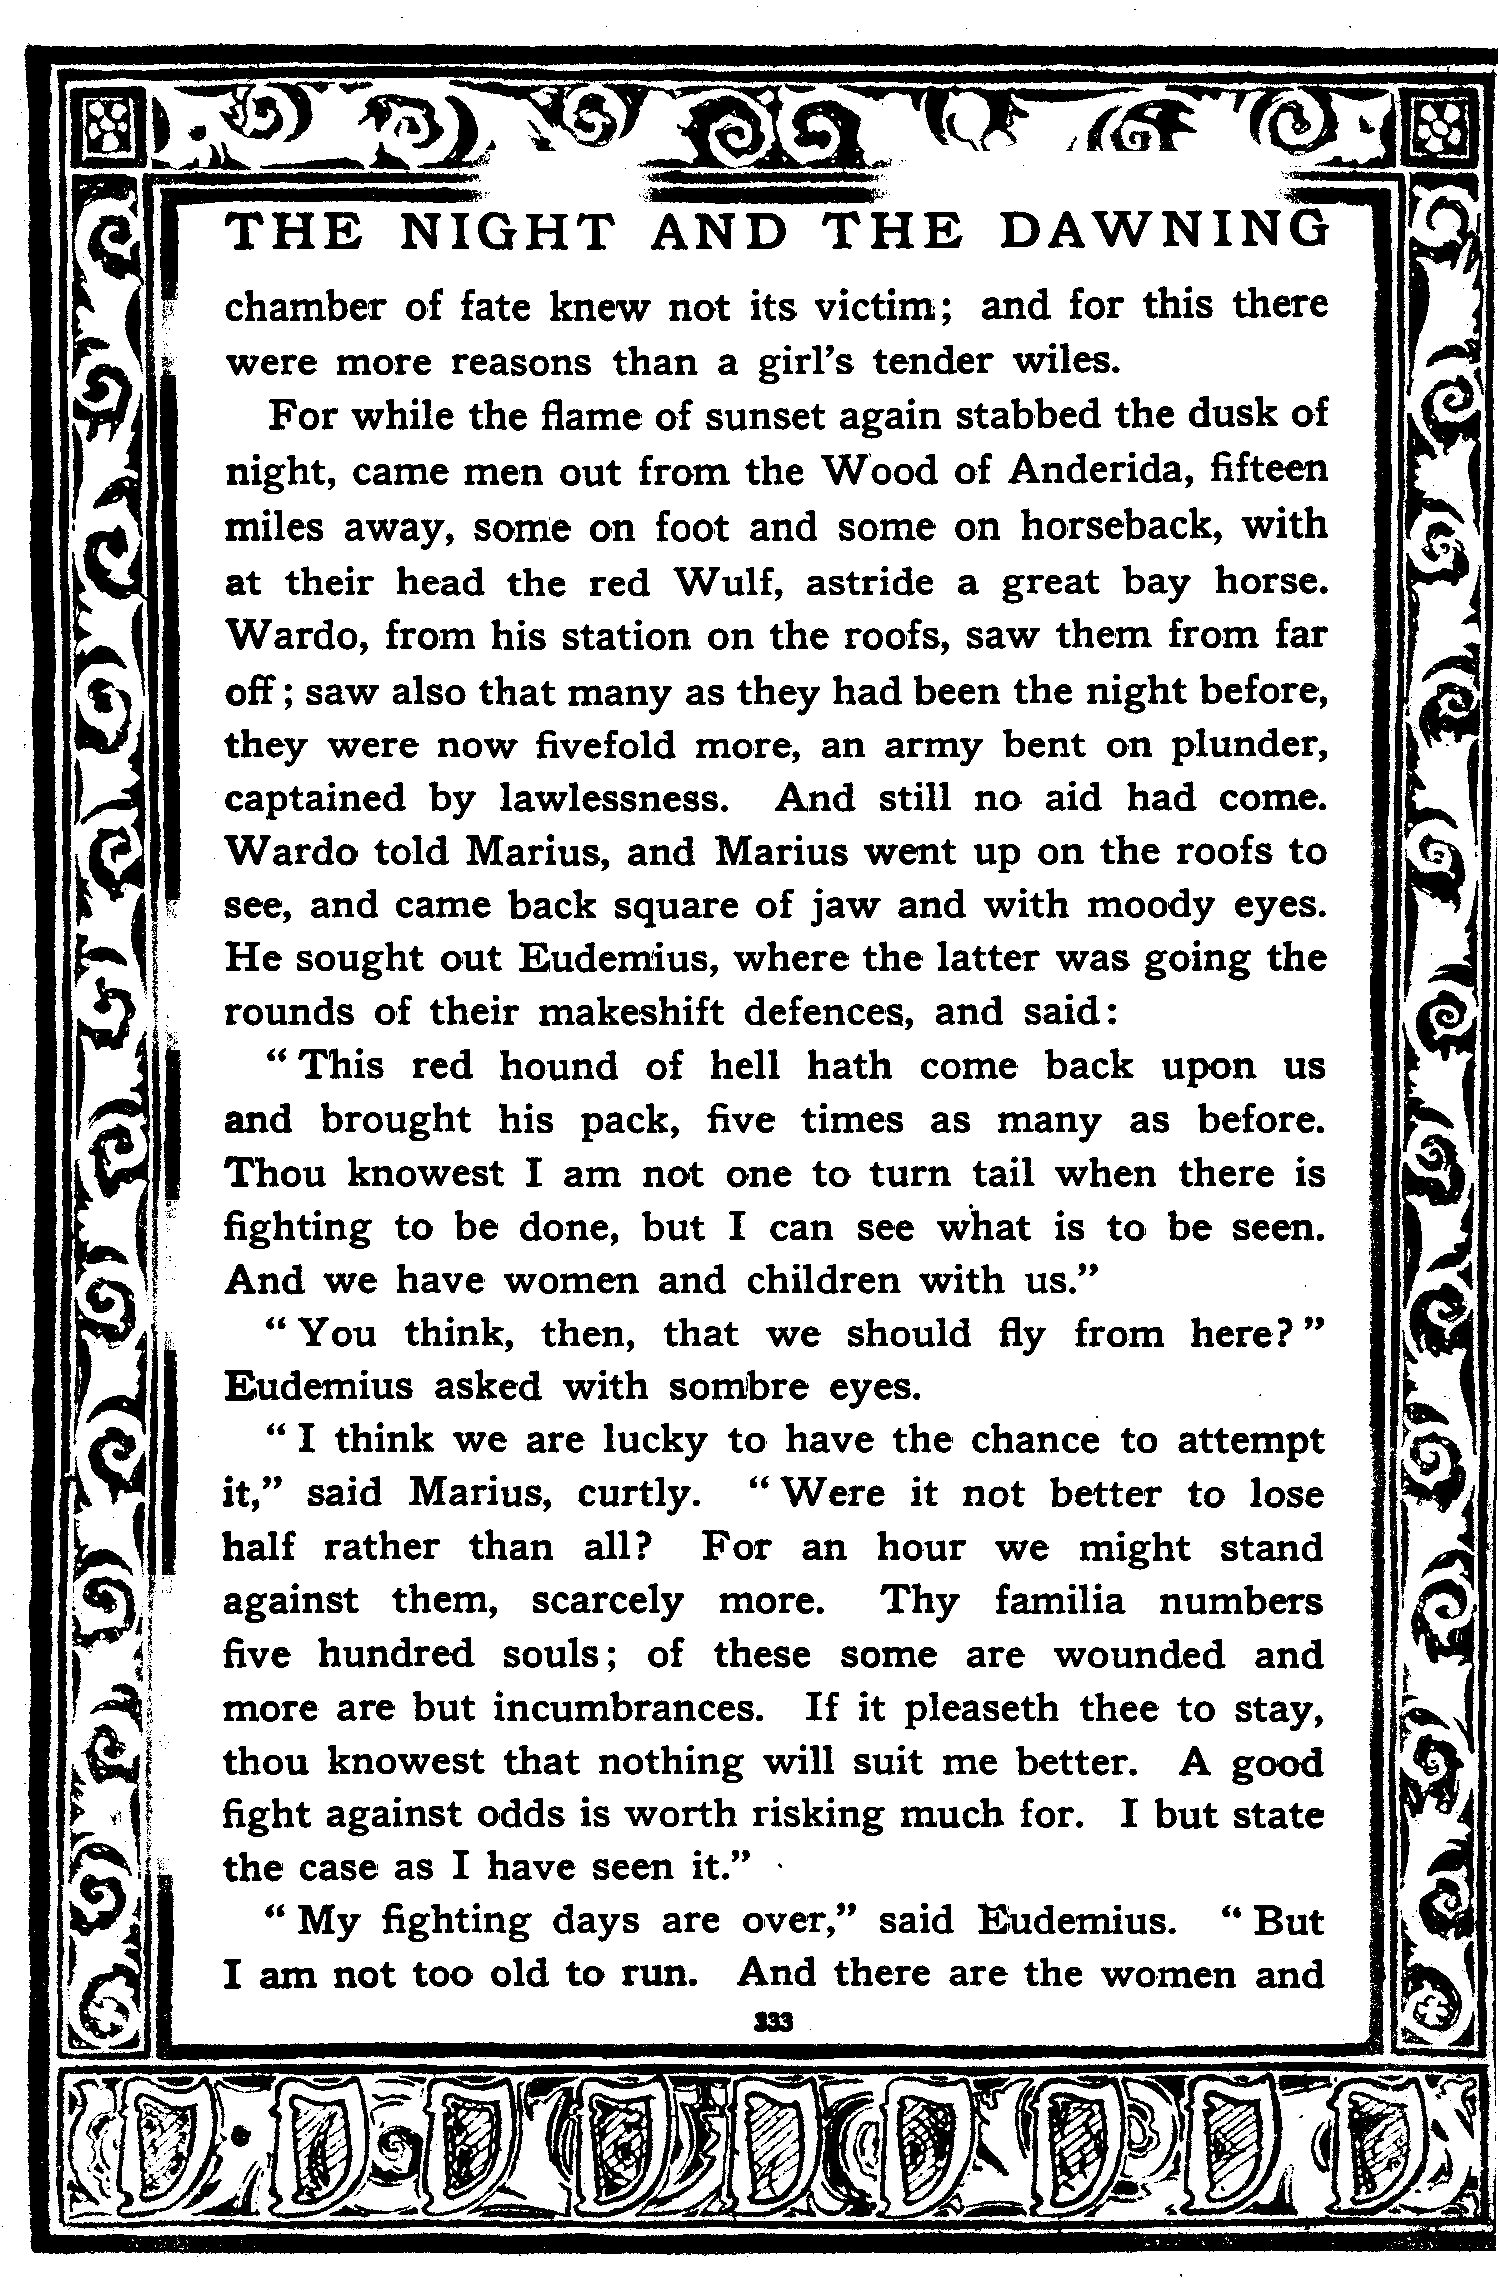 THE NIGHT AND THE DAWNING
chamber of fate knew not its victim; and for this there
were more reasons than a girl's tender wiles.
For while the flame of sunset again stabbed the dusk of
night, came men out from the Wood of Anderida, fifteen
miles away, some on foot and some on horseback, with
at their head the red Wulf, astride a great bay horse.
Wardo, from his station on the roofs, saw them from far
off; saw also that many as they had been the night before,
they were now fivefold more, an army bent on plunder,
captained by lawlessness. And still no aid had come.
Wardo told Marius, and Marius went up on the roofs to
see, and came back square of jaw and with moody eyes.
He sought out Eudemius, where the latter was going the
rounds of their makeshift defences, and said:
"This red hound of hell hath come back upon us
and brought his pack, five times as many as before.
Thou knowest I am not one to turn tail when there is
fighting to be done, but I can see what is to be seen.
And we have women and children with us."
"You think, then, that we should fly from here?"
Eudemius asked with sombre eyes.
"I think we are lucky to have the chance to attempt
it," said Marius, curtly. "Were it not better to lose
half rather than all? For an hour we might stand
against them, scarcely more. Thy familia numbers
five hundred souls; of these some are wounded and
more are but incumbrances. If it pleaseth thee to stay,
thou knowest that nothing will suit me better. A good
fight against odds is worth risking much for. I but state
the case as I have seen it."
"My fighting days are over," said Eudemius. "But
I am not too old to run. And there are the women and
333